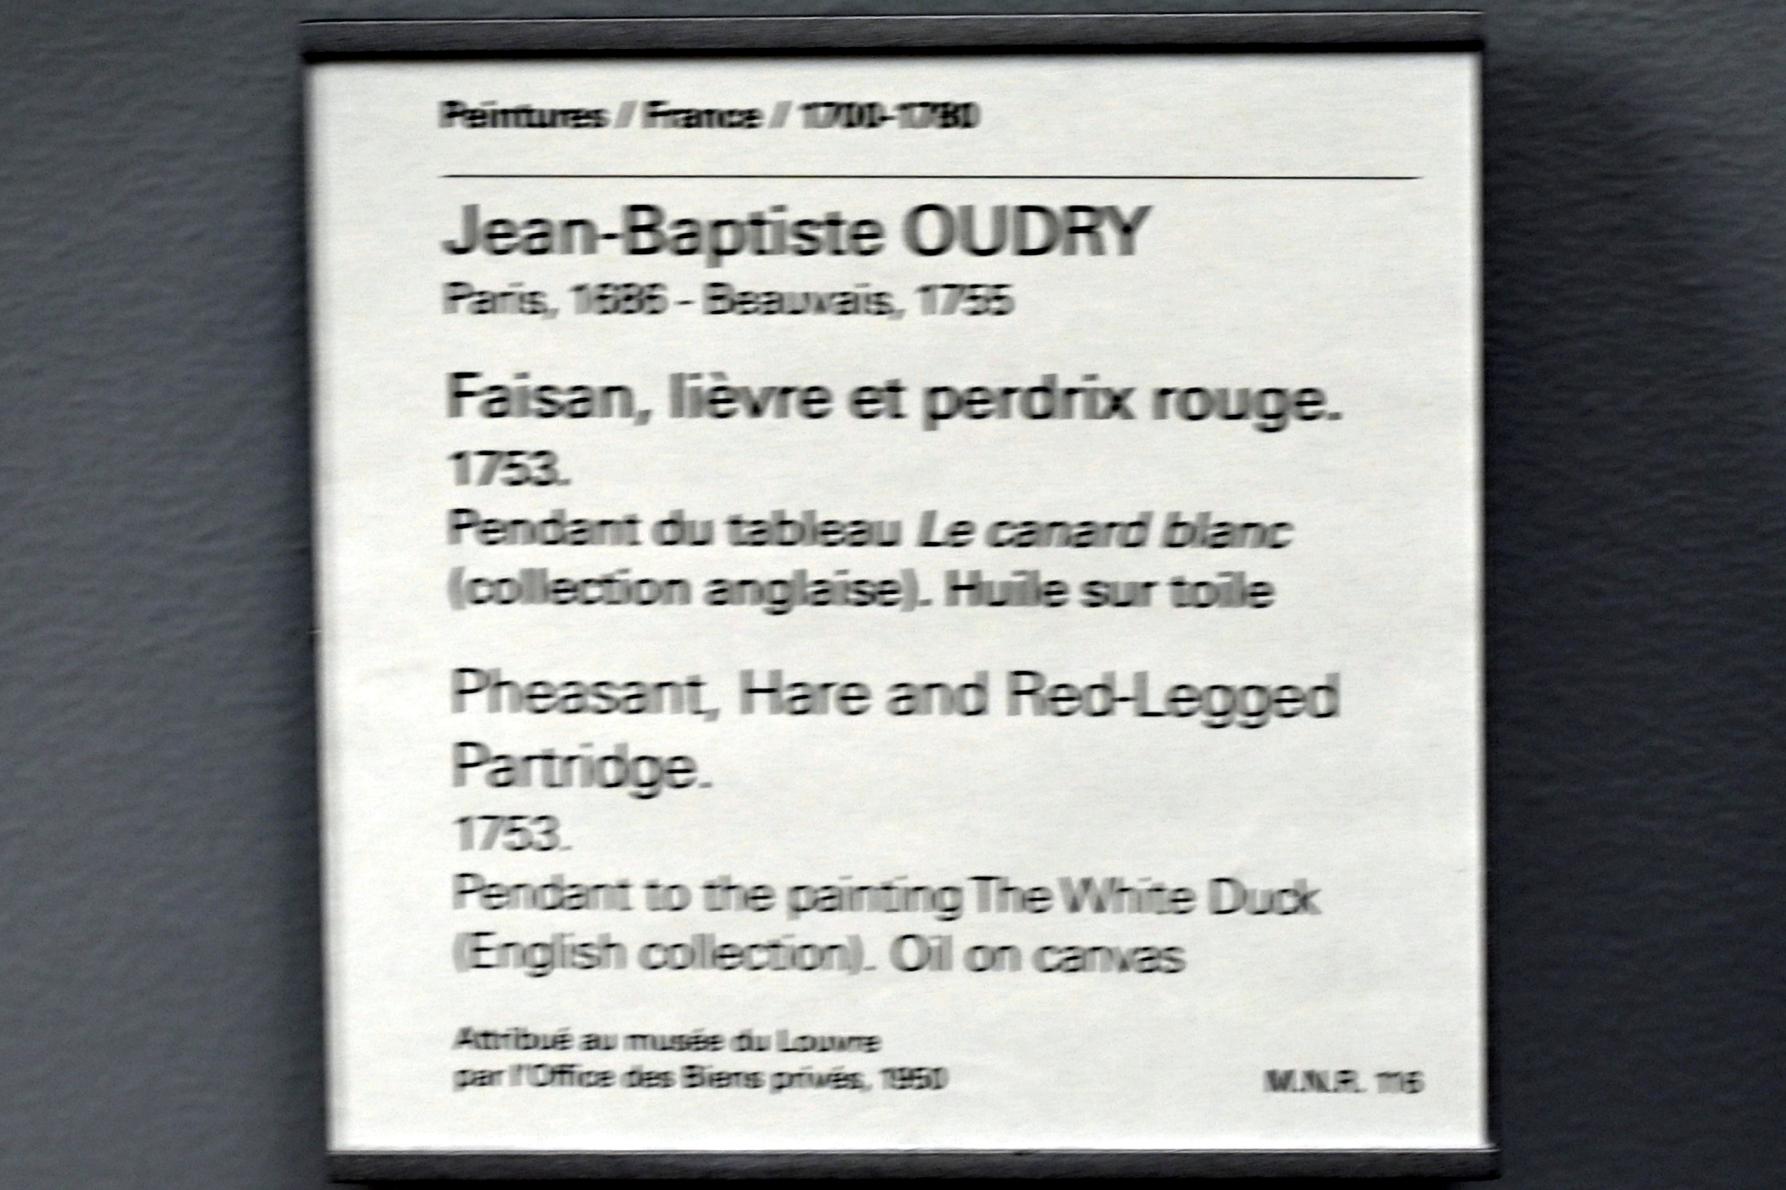 Peintures // France // 1700-1780
Jean-Baptiste OUDRY
Paris, 1686 - Beauvais, 1755
Faisan, lièvre et perdrix rouge.
1753.
Pendant du tableau Le canard blanc
(collection anglaise). Huile sur toile
Pheasant, Hare and Red-Legged
Partridge.
1753.
Pendant to the painting The White Duck
(English collection). Oil on canvas
Attribué au musée du Louvre
par l'Office des Biens privés, 1950
M.N.R. 116